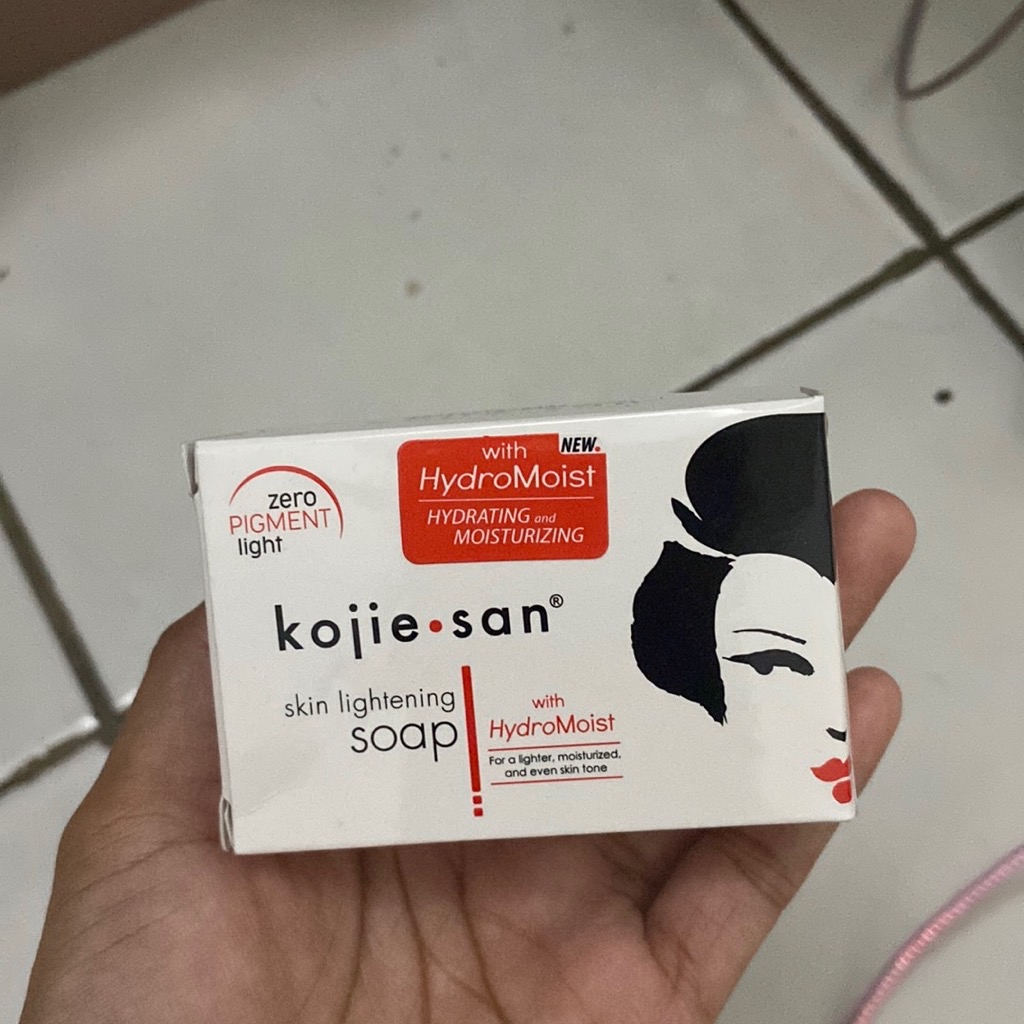 zero
PIGMENT
light
with
NEW.
HydroMoist
HYDRATING and
MOISTURIZING
kojie•san®
skin lightening
soap
with
HydroMoist
For a lighter, moisturized,
and even skin tone